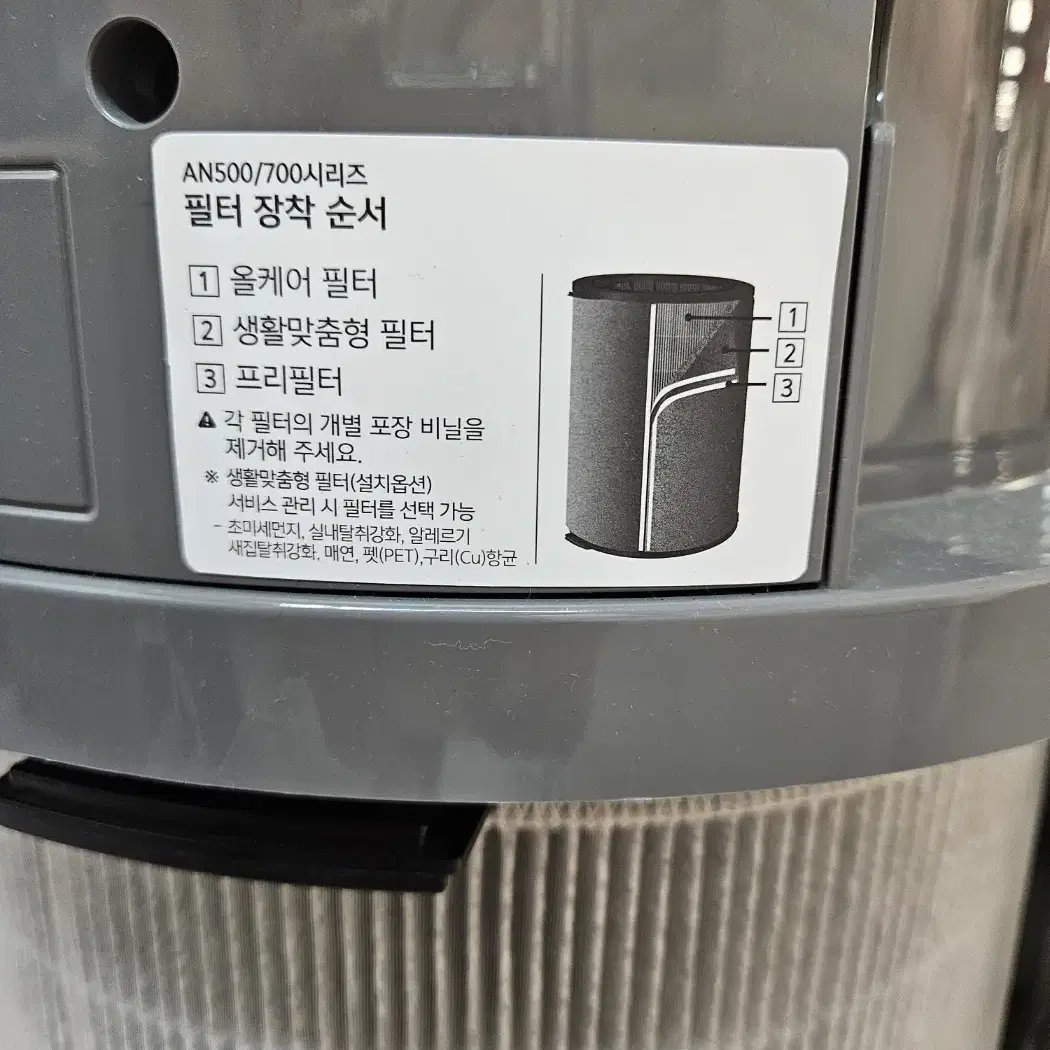 AN500/700시리즈
필터 장착 순서
1 올케어 필터
2 생활맞춤형 필터
3 프리필터
⚠ 각 필터의 개별 포장 비닐을
제거해 주세요.
※ 생활맞춤형 필터(설치옵션)
서비스 관리 시 필터를 선택 가능
- 초미세먼지, 실내탈취강화, 알레르기
새집탈취강화, 매연, 펫(PET),구리(Cu)항균
1
2
3